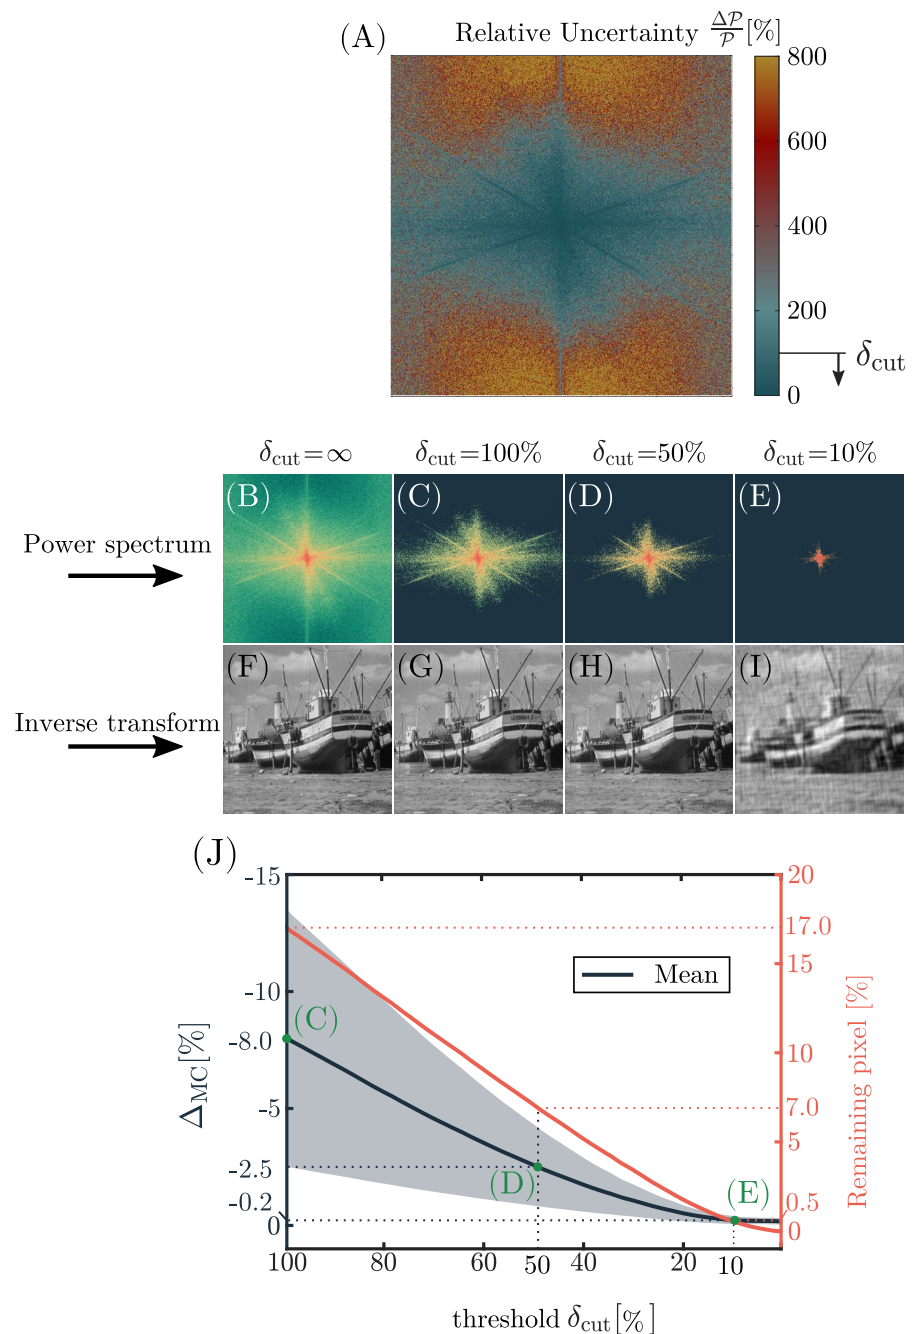 (A)
Relative Uncertainty ΔP/P [%]
800
600
400
200
0
δcut
δcut=∞ δcut=100% δcut=50% δcut=10%
(B) (C) (D) (E)
Power spectrum
(F) (G) (H) (I)
Inverse transform
(J)
-15
-10
-8.0
-5
-2.5
-0.2
0
ΔMC[%]
20
17.0
15
10
7.0
5
0.5
0
Remaining pixel [%]
Mean
(C)
(D)
(E)
100 80 60 50 40 20 10
threshold δcut[%]